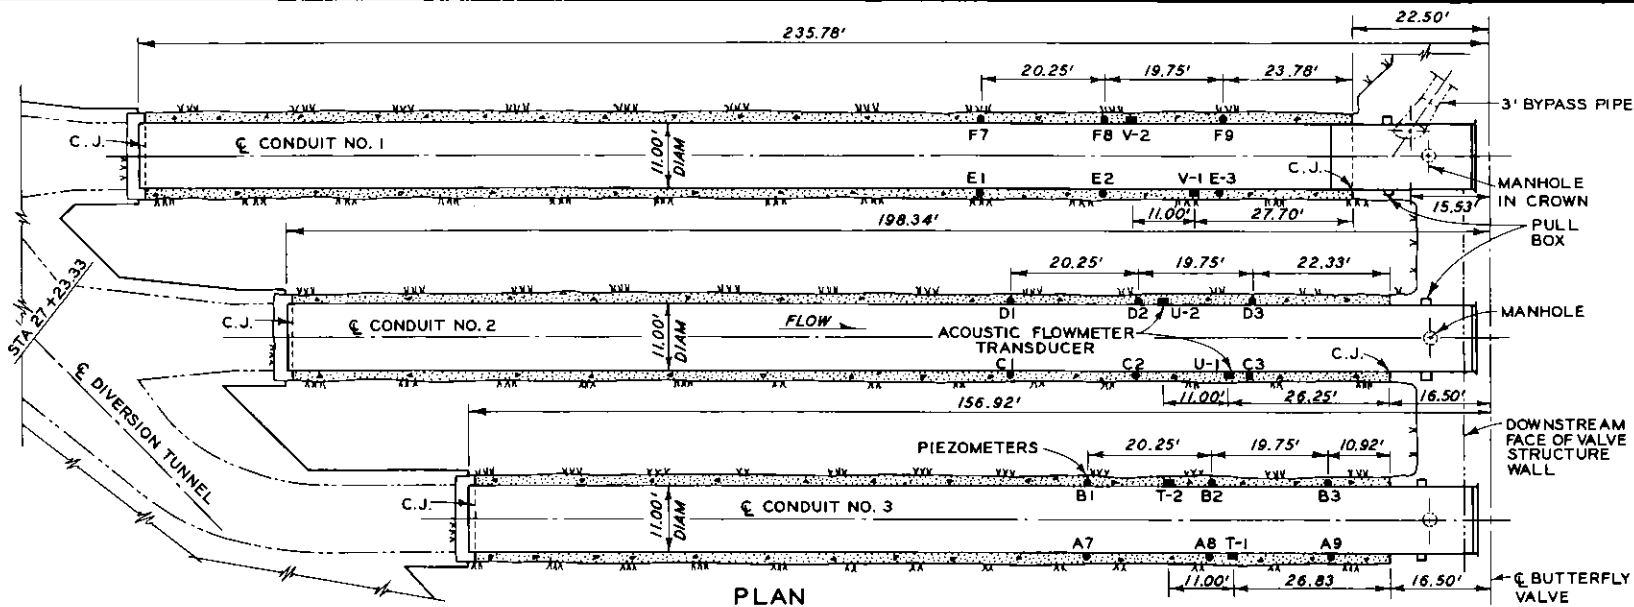 22.50'
235.78'
20.25' 19.75' 23.78'
3' BYPASS PIPE
F7 F8 V-2 F9
C.J.
℄ CONDUIT NO. 1
11.00'
DIAM
E1 E2 V-1 E-3
C.J.
MANHOLE
IN CROWN
15.53'
11.00' 27.70'
198.34'
PULL
BOX
20.25' 19.75' 22.33'
STA 27+23.33
D1 D2 U-2 D3
C.J.
℄ CONDUIT NO. 2
FLOW
11.00'
DIAM
ACOUSTIC FLOWMETER
TRANSDUCER
MANHOLE
C1 C2 U-1 C3
C.J.
11.00' 26.25' 16.50'
156.92'
℄ DIVERSION TUNNEL
DOWNSTREAM
FACE OF VALVE
STRUCTURE
WALL
PIEZOMETERS
20.25' 19.75' 10.92'
B1 T-2 B2 B3
C.J.
℄ CONDUIT NO. 3
11.00'
DIAM
A7 A8 T-1 A9
11.00' 26.83 16.50'
℄ BUTTERFLY
VALVE
PLAN